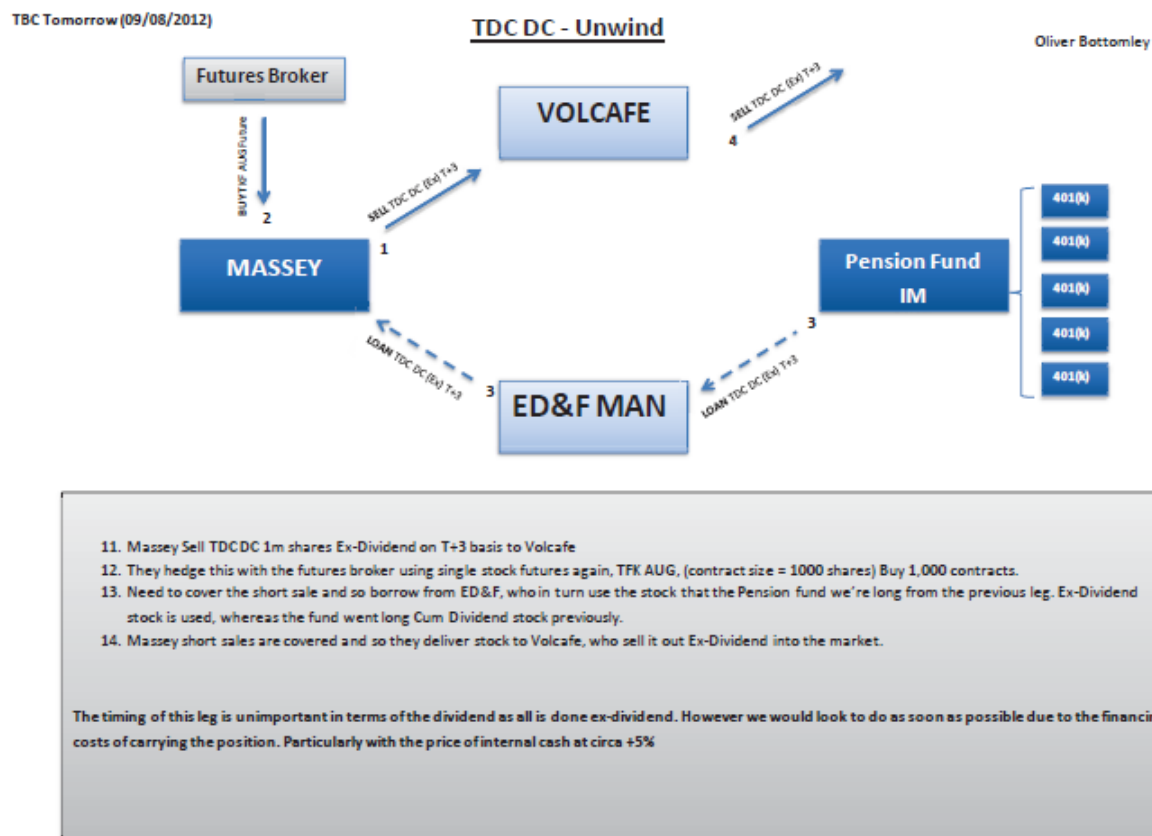 TBC Tomorrow (09/08/2012)
TDC DC - Unwind
Oliver Bottomley
Futures Broker
VOLCAFE
SELL TDC DC (Ex) T+3
4
BUY TKF AUG Future
2
SELL TDC DC (Ex) T+3
1
MASSEY
Pension Fund
IM
401(k)
401(k)
401(k)
401(k)
401(k)
3
LOAN TDC DC (Ex) T+3
3
LOAN TDC DC (Ex) T+3
ED&F MAN
11. Massey Sell TDC DC 1m shares Ex-Dividend on T+3 basis to Volcafe
12. They hedge this with the futures broker using single stock futures again, TFK AUG, (contract size = 1000 shares) Buy 1,000 contracts.
13. Need to cover the short sale and so borrow from ED&F, who in turn use the stock that the Pension fund we're long from the previous leg. Ex-Dividend
stock is used, whereas the fund went long Cum Dividend stock previously.
14. Massey short sales are covered and so they deliver stock to Volcafe, who sell it out Ex-Dividend into the market.
The timing of this leg is unimportant in terms of the dividend as all is done ex-dividend. However we would look to do as soon as possible due to the financin
costs of carrying the position. Particularly with the price of internal cash at circa +5%